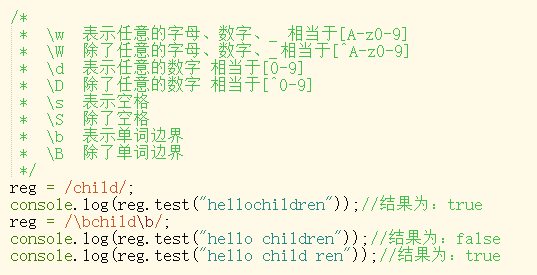 /*
* \w 表示任意的字母、数字、_ 相当于[A-z0-9]
* \W 除了任意的字母、数字、_ 相当于[^A-z0-9]
* \d 表示任意的数字 相当于[0-9]
* \D 除了任意的数字 相当于[^0-9]
* \s 表示空格
* \S 除了空格
* \b 表示单词边界
* \B 除了单词边界
*/
reg = /child/;
console.log(reg.test("hellochildren"));//结果为：true
reg = /\bchild\b/;
console.log(reg.test("hello children"));//结果为：false
console.log(reg.test("hello child ren"));//结果为：true